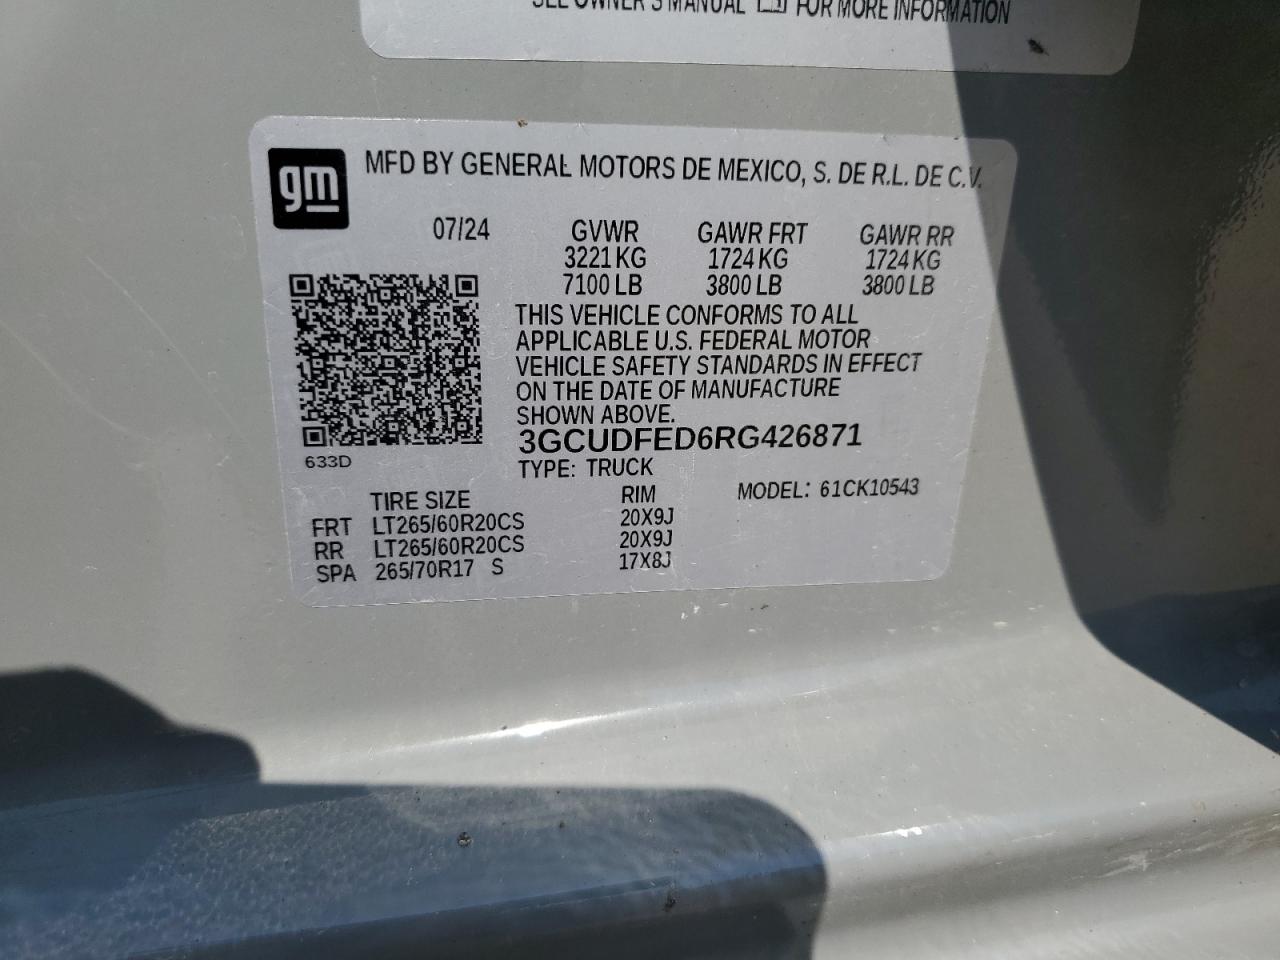 SEE OWNER'S MANUAL FOR MORE INFORMATION
gm
MFD BY GENERAL MOTORS DE MEXICO, S. DE R.L. DE C.V.
07/24 GVWR GAWR FRT GAWR RR
3221 KG 1724 KG 1724 KG
7100 LB 3800 LB 3800 LB
THIS VEHICLE CONFORMS TO ALL
APPLICABLE U.S. FEDERAL MOTOR
VEHICLE SAFETY STANDARDS IN EFFECT
ON THE DATE OF MANUFACTURE
SHOWN ABOVE.
3GCUDFED6RG426871
633D
TYPE: TRUCK
TIRE SIZE RIM MODEL: 61CK10543
FRT LT265/60R20CS 20X9J
RR LT265/60R20CS 20X9J
SPA 265/70R17 S 17X8J